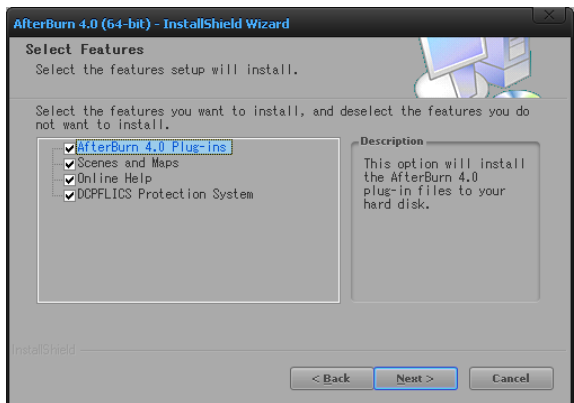 AfterBurn 4.0 (64-bit) - InstallShield Wizard
Select Features
Select the features setup will install.
Select the features you want to install, and deselect the features you do
not want to install.
AfterBurn 4.0 Plug-ins
Scenes and Maps
Online Help
DCPFLICS Protection System
Description
This option will install
the AfterBurn 4.0
plug-in files to your
hard disk.
InstallShield
< Back
Next >
Cancel